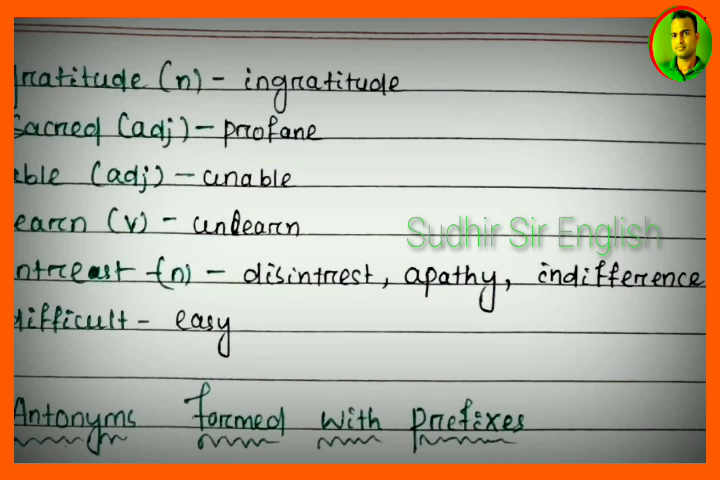 gratitude (n) - ingratitude
Sacred (adj) - profane
able (adj) - unable
earn (v) - unlearn
Sudhir Sir English
ntreast (n) - disintrest, apathy, indifference
difficult - easy
Antonyms formed with prefixes